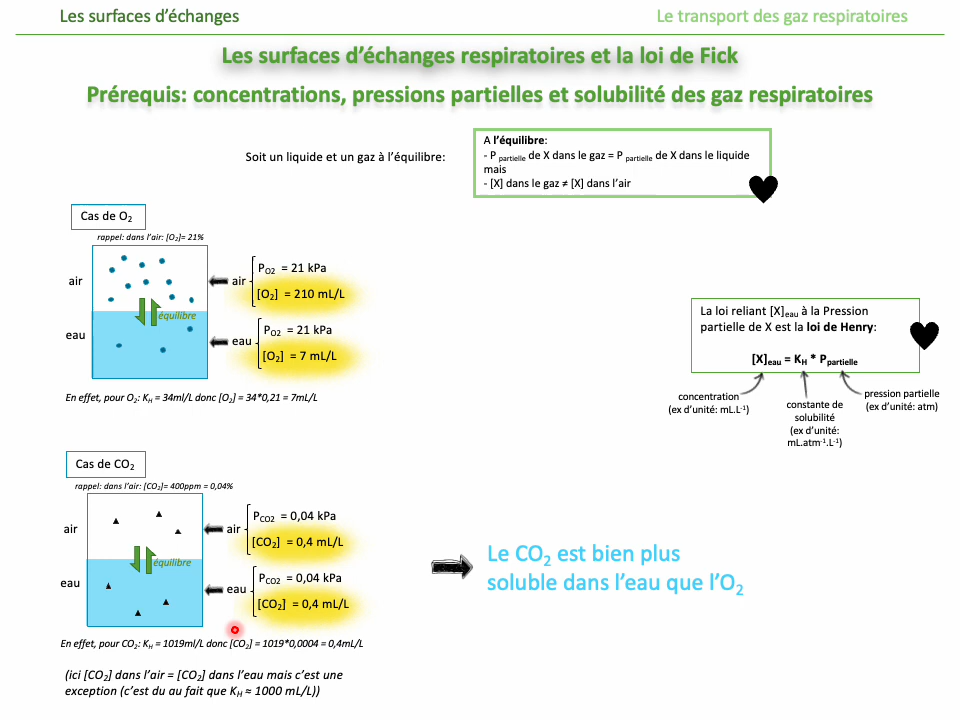 Les surfaces d’échanges
Le transport des gaz respiratoires
Les surfaces d’échanges respiratoires et la loi de Fick
Prérequis: concentrations, pressions partielles et solubilité des gaz respiratoires
Soit un liquide et un gaz à l’équilibre:
A l’équilibre:
- P partielle de X dans le gaz = P partielle de X dans le liquide
mais
- [X] dans le gaz ≠ [X] dans l’air
Cas de O2
rappel: dans l’air: [O2]= 21%
air
équilibre
eau
air
PO2 = 21 kPa
[O2] = 210 mL/L
eau
PO2 = 21 kPa
[O2] = 7 mL/L
En effet, pour O2: KH = 34ml/L donc [O2] = 34*0,21 = 7mL/L
La loi reliant [X]eau à la Pression
partielle de X est la loi de Henry:
[X]eau = KH * Ppartielle
concentration
(ex d’unité: mL.L-1)
constante de
solubilité
(ex d’unité:
mL.atm-1.L-1)
pression partielle
(ex d’unité: atm)
Cas de CO2
rappel: dans l’air: [CO2]= 400ppm = 0,04%
air
équilibre
eau
air
PCO2 = 0,04 kPa
[CO2] = 0,4 mL/L
eau
PCO2 = 0,04 kPa
[CO2] = 0,4 mL/L
En effet, pour CO2: KH = 1019ml/L donc [CO2] = 1019*0,0004 = 0,4mL/L
(ici [CO2] dans l’air = [CO2] dans l’eau mais c’est une
exception (c’est du au fait que KH ≈ 1000 mL/L))
Le CO2 est bien plus
soluble dans l’eau que l’O2